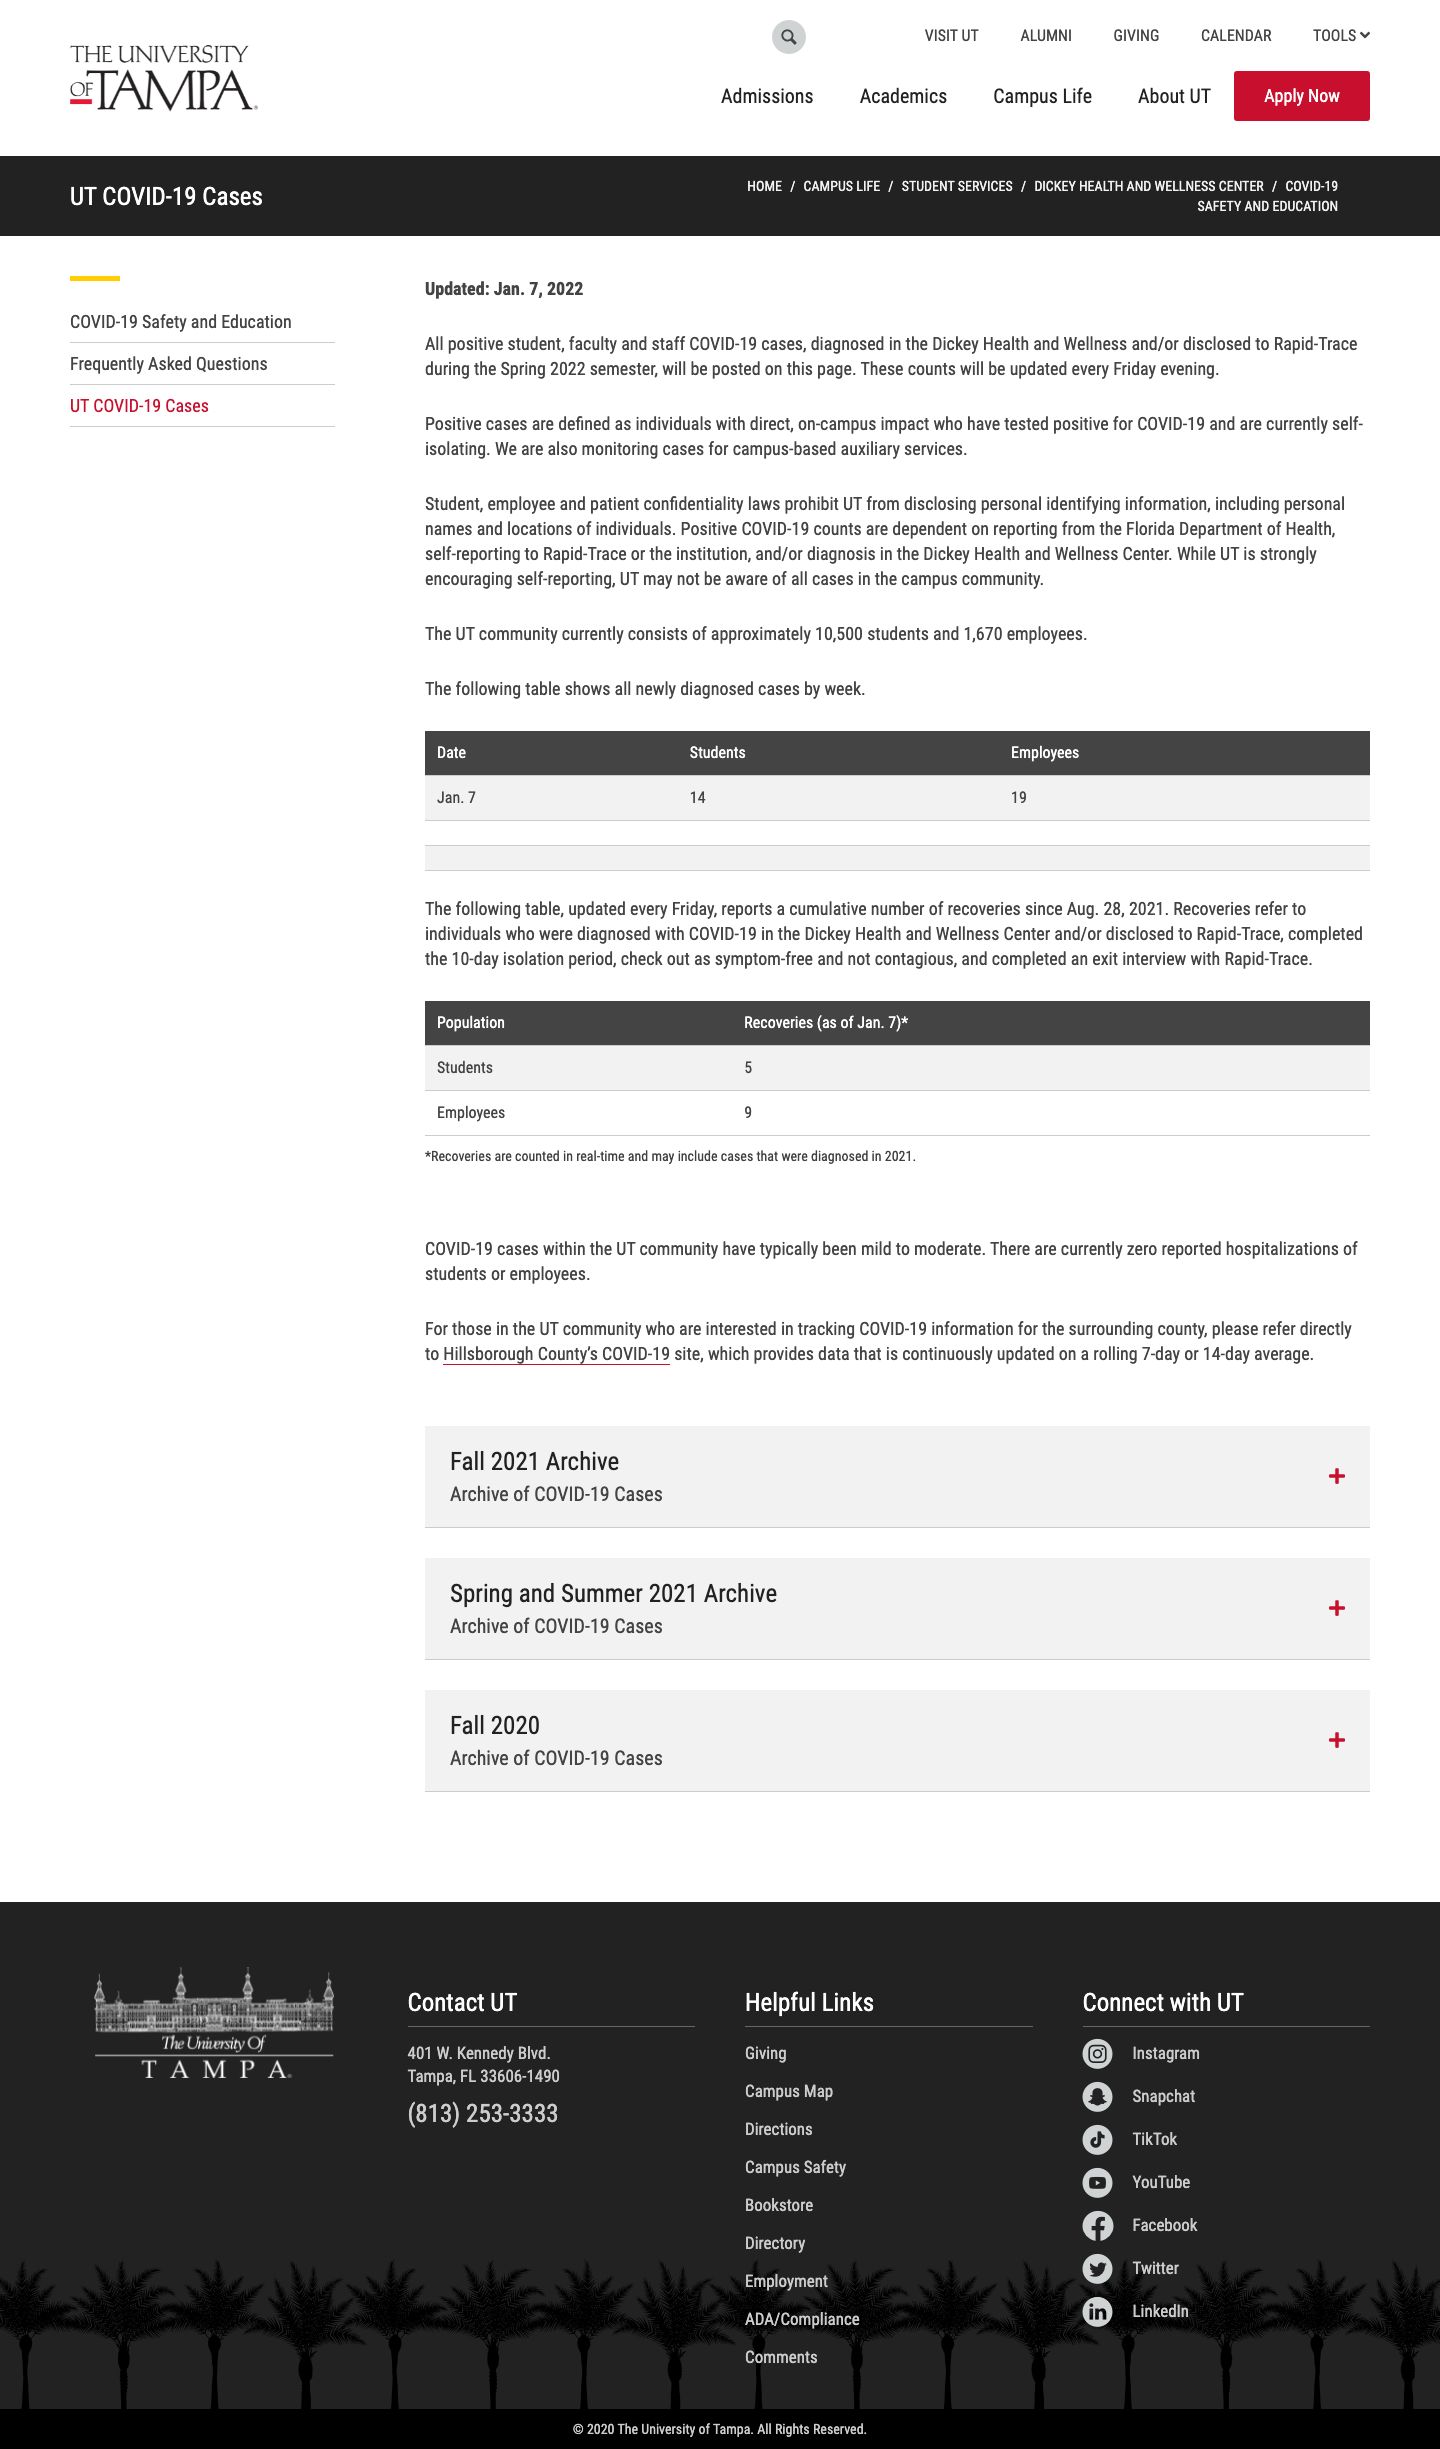 THE UNIVERSITY
OF TAMPA®
VISIT UT
ALUMNI
GIVING
CALENDAR
TOOLS
Admissions
Academics
Campus Life
About UT
Apply Now
UT COVID-19 Cases
HOME / CAMPUS LIFE / STUDENT SERVICES / DICKEY HEALTH AND WELLNESS CENTER / COVID-19
SAFETY AND EDUCATION
COVID-19 Safety and Education
Frequently Asked Questions
UT COVID-19 Cases
Updated: Jan. 7, 2022
All positive student, faculty and staff COVID-19 cases, diagnosed in the Dickey Health and Wellness and/or disclosed to Rapid-Trace
during the Spring 2022 semester, will be posted on this page. These counts will be updated every Friday evening.
Positive cases are defined as individuals with direct, on-campus impact who have tested positive for COVID-19 and are currently self-
isolating. We are also monitoring cases for campus-based auxiliary services.
Student, employee and patient confidentiality laws prohibit UT from disclosing personal identifying information, including personal
names and locations of individuals. Positive COVID-19 counts are dependent on reporting from the Florida Department of Health,
self-reporting to Rapid-Trace or the institution, and/or diagnosis in the Dickey Health and Wellness Center. While UT is strongly
encouraging self-reporting, UT may not be aware of all cases in the campus community.
The UT community currently consists of approximately 10,500 students and 1,670 employees.
The following table shows all newly diagnosed cases by week.
Date Students Employees
Jan. 7 14 19
The following table, updated every Friday, reports a cumulative number of recoveries since Aug. 28, 2021. Recoveries refer to
individuals who were diagnosed with COVID-19 in the Dickey Health and Wellness Center and/or disclosed to Rapid-Trace, completed
the 10-day isolation period, check out as symptom-free and not contagious, and completed an exit interview with Rapid-Trace.
Population Recoveries (as of Jan. 7)*
Students 5
Employees 9
*Recoveries are counted in real-time and may include cases that were diagnosed in 2021.
COVID-19 cases within the UT community have typically been mild to moderate. There are currently zero reported hospitalizations of
students or employees.
For those in the UT community who are interested in tracking COVID-19 information for the surrounding county, please refer directly
to Hillsborough County’s COVID-19 site, which provides data that is continuously updated on a rolling 7-day or 14-day average.
Fall 2021 Archive
Archive of COVID-19 Cases
Spring and Summer 2021 Archive
Archive of COVID-19 Cases
Fall 2020
Archive of COVID-19 Cases
The University Of
TAMPA®
Contact UT
401 W. Kennedy Blvd.
Tampa, FL 33606-1490
(813) 253-3333
Helpful Links
Giving
Campus Map
Directions
Campus Safety
Bookstore
Directory
Employment
ADA/Compliance
Comments
Connect with UT
Instagram
Snapchat
TikTok
YouTube
Facebook
Twitter
LinkedIn
© 2020 The University of Tampa. All Rights Reserved.